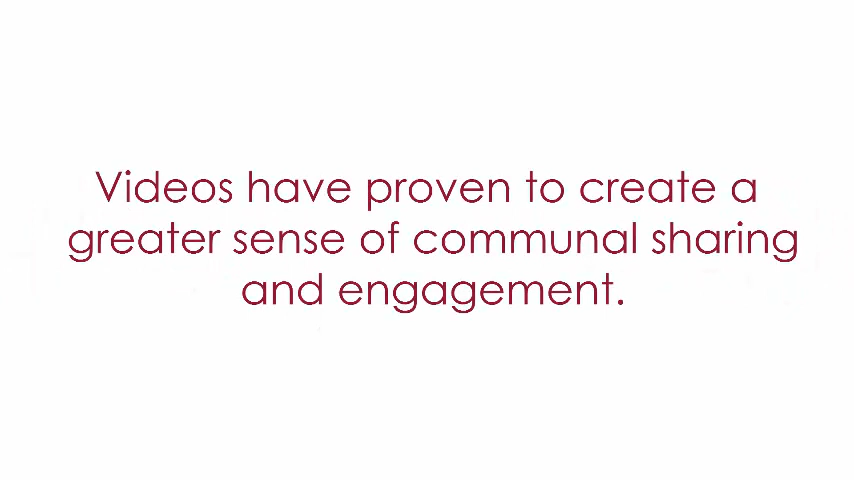 Videos have proven to create a
greater sense of communal sharing
and engagement.